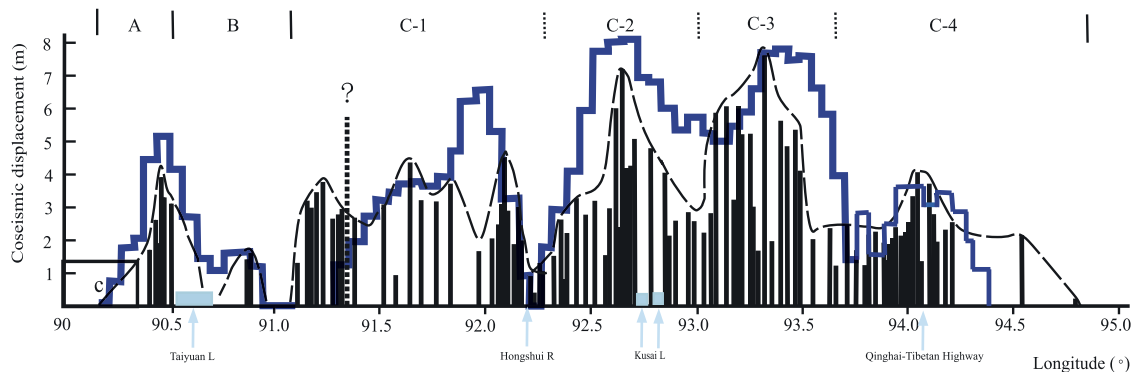 A B C-1 C-2 C-3 C-4
Coseismic displacement (m)
8
7
6
5
4
3
2
1
?
c
90 90.5 91.0 91.5 92.0 92.5 93.0 93.5 94.0 94.5 95.0
Taiyuan L Hongshui R Kusai L Qinghai-Tibetan Highway
Longitude (°)